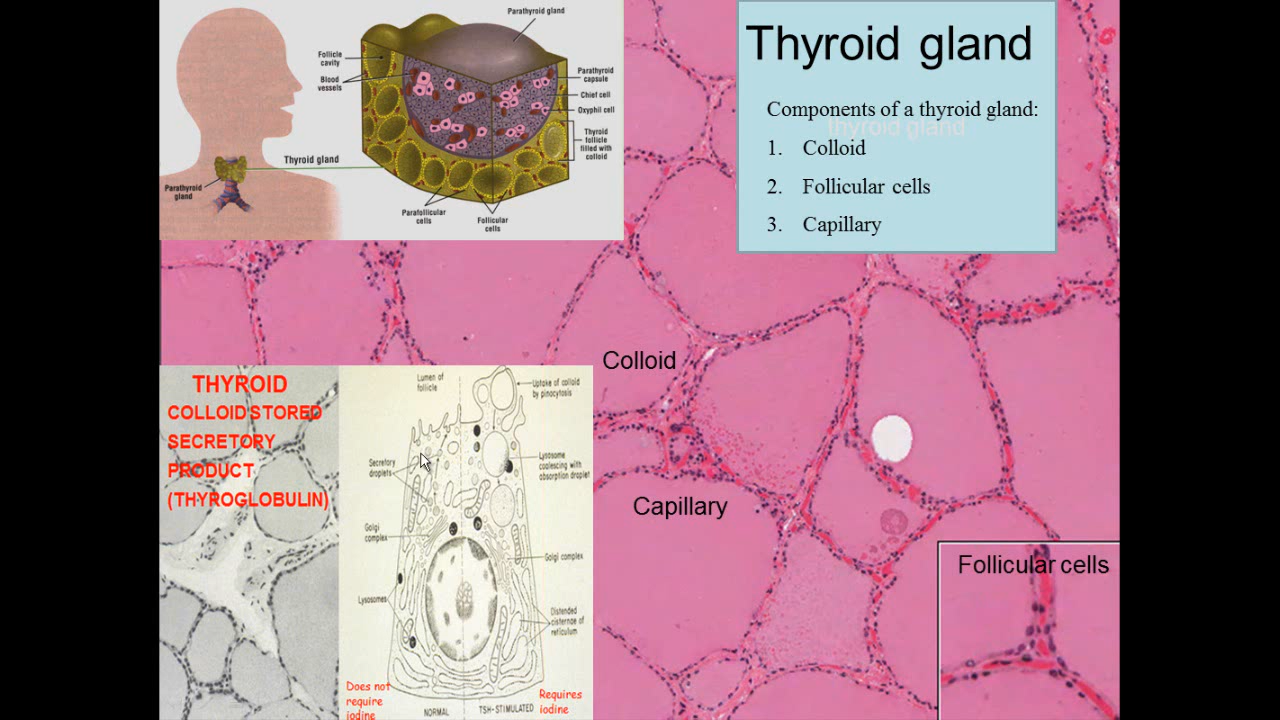 Parathyroid gland
Follicle
cavity
Blood
vessels
Parathyroid
capsule
Chief cell
Oxyphil cell
Thyroid
follicle
filled with
colloid
Thyroid gland
Parathyroid
gland
Parafollicular
cells
Follicular
cells
Thyroid gland
Components of a thyroid gland:
Thyroid gland
1. Colloid
2. Follicular cells
3. Capillary
Colloid
Capillary
Follicular cells
THYROID
COLLOID STORED
SECRETORY
PRODUCT
(THYROGLOBULIN)
Lumen of
follicle
Uptake of colloid
by pinocytosis
Secretory
droplets
Lysosome
coalescing with
absorption droplet
Golgi
complex
Golgi complex
Lysosomes
Distended
cisternae of
reticulum
Does not
require
iodine
NORMAL
TSH-STIMULATED
Requires
iodine